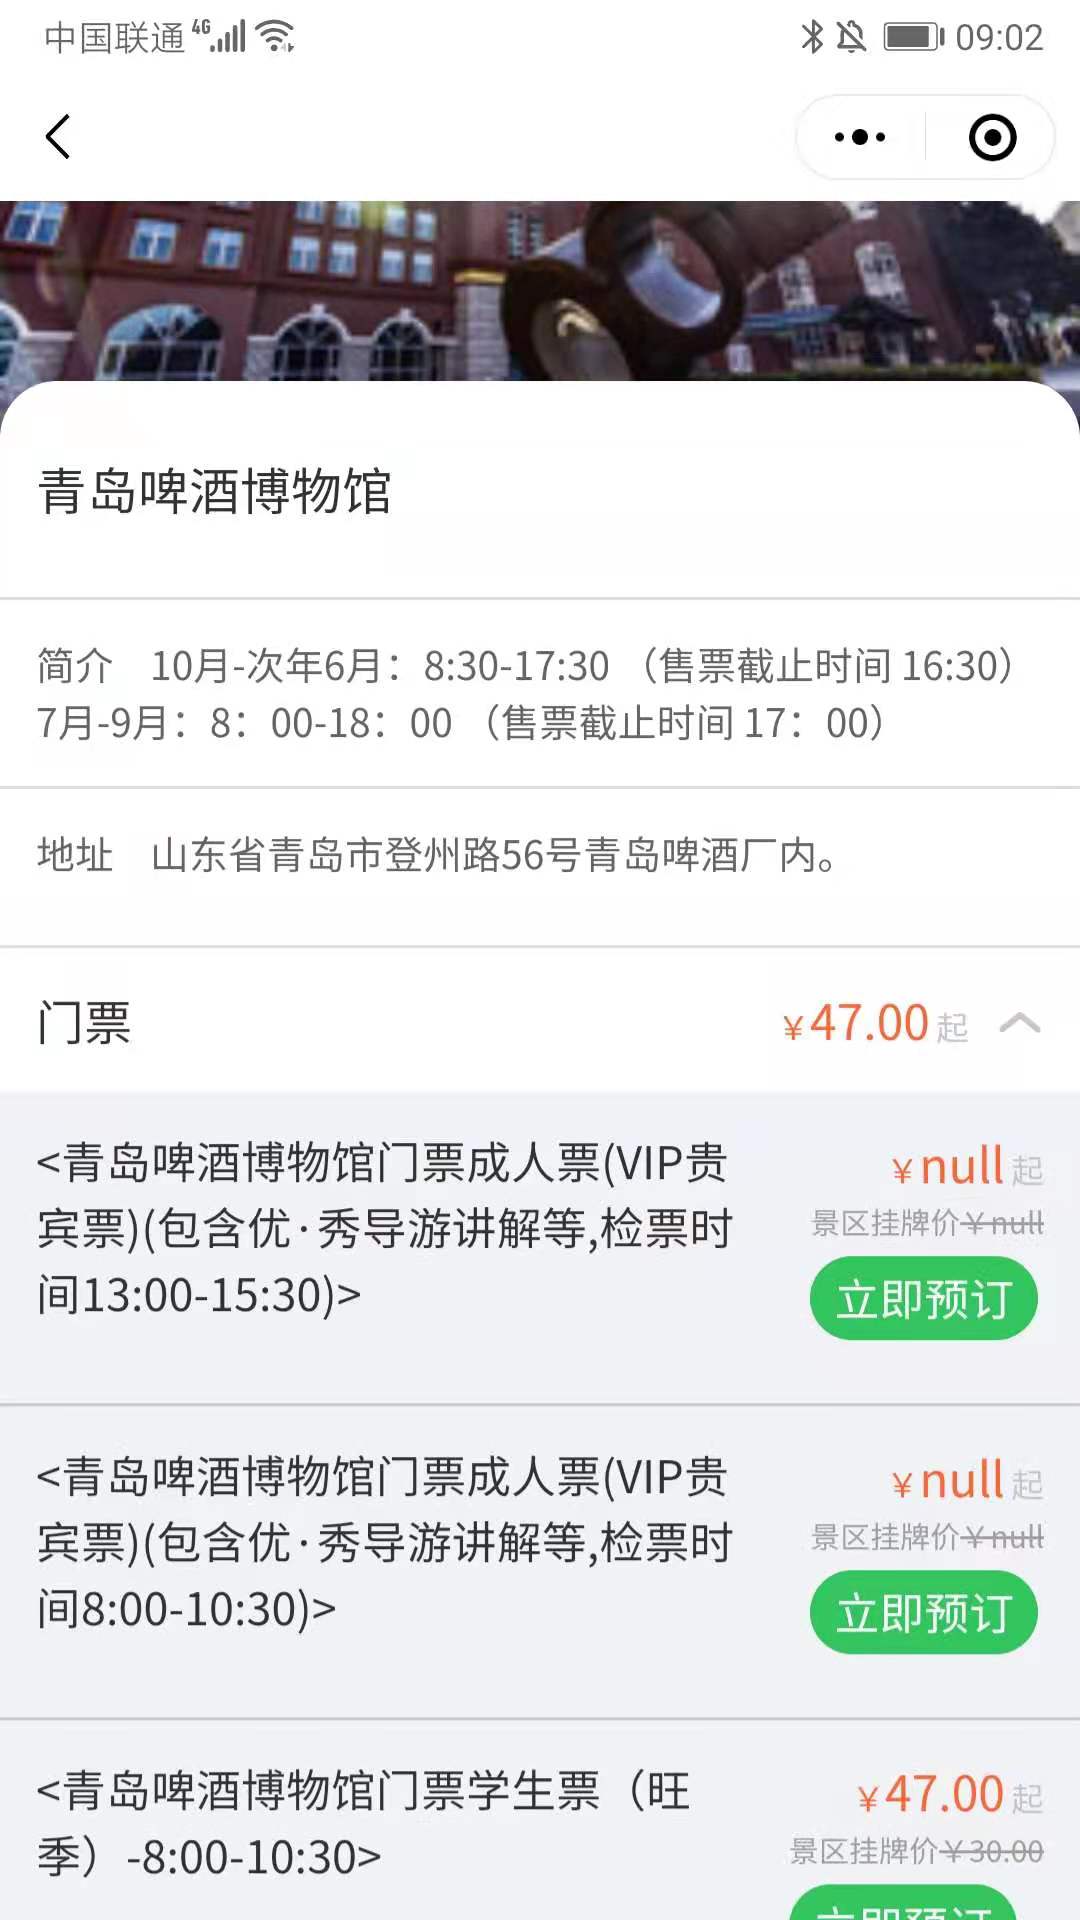 中国联通 4G 09:02
青岛啤酒博物馆
简介 10月-次年6月：8:30-17:30 （售票截止时间 16:30）
7月-9月：8：00-18：00 （售票截止时间 17：00）
地址 山东省青岛市登州路56号青岛啤酒厂内。
门票 ¥47.00起
<青岛啤酒博物馆门票成人票(VIP贵
宾票)(包含优·秀导游讲解等,检票时
间13:00-15:30)>
¥null起
景区挂牌价¥null
立即预订
<青岛啤酒博物馆门票成人票(VIP贵
宾票)(包含优·秀导游讲解等,检票时
间8:00-10:30)>
¥null起
景区挂牌价¥null
立即预订
<青岛啤酒博物馆门票学生票（旺
季）-8:00-10:30>
¥47.00起
景区挂牌价¥30.00
立即预订